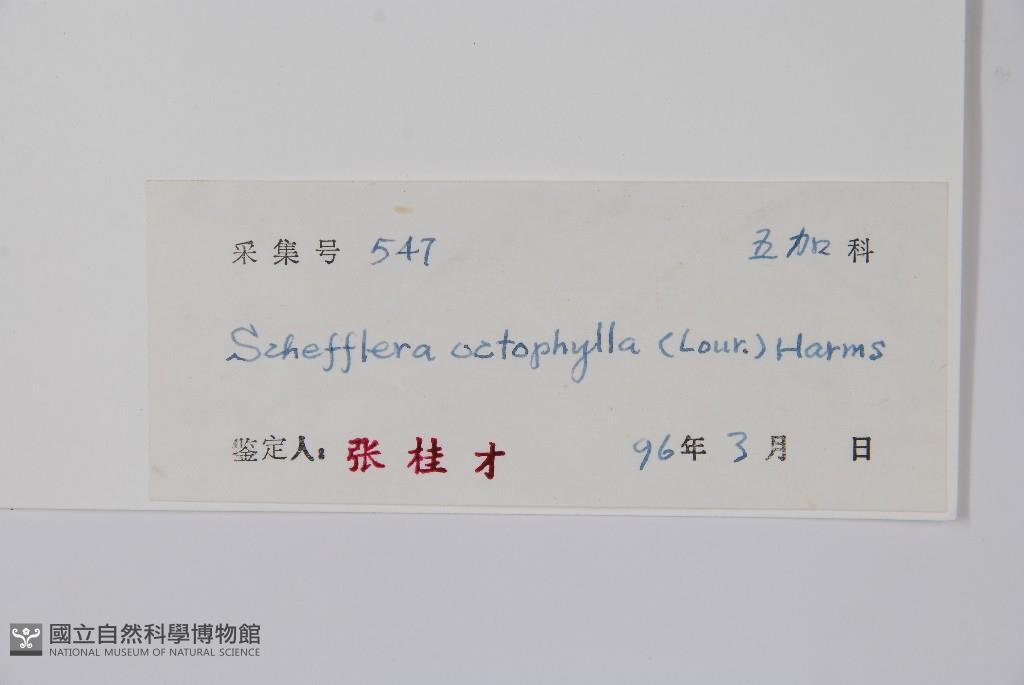 采集号 547 五加科
Schefflera octophylla (Lour.) Harms
鉴定人: 张桂才 96年3月 日
國立自然科學博物館
NATIONAL MUSEUM OF NATURAL SCIENCE